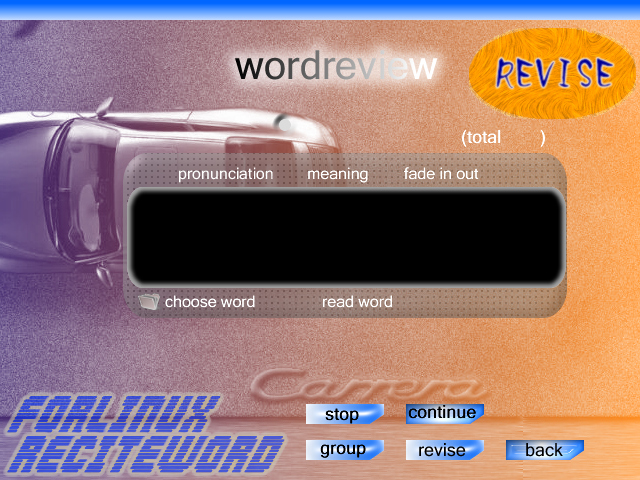 wordreview
REVISE
(total )
pronunciation meaning fade in out
choose word read word
Carrera
FORLINUX
RECITEWORD
stop continue
group revise back